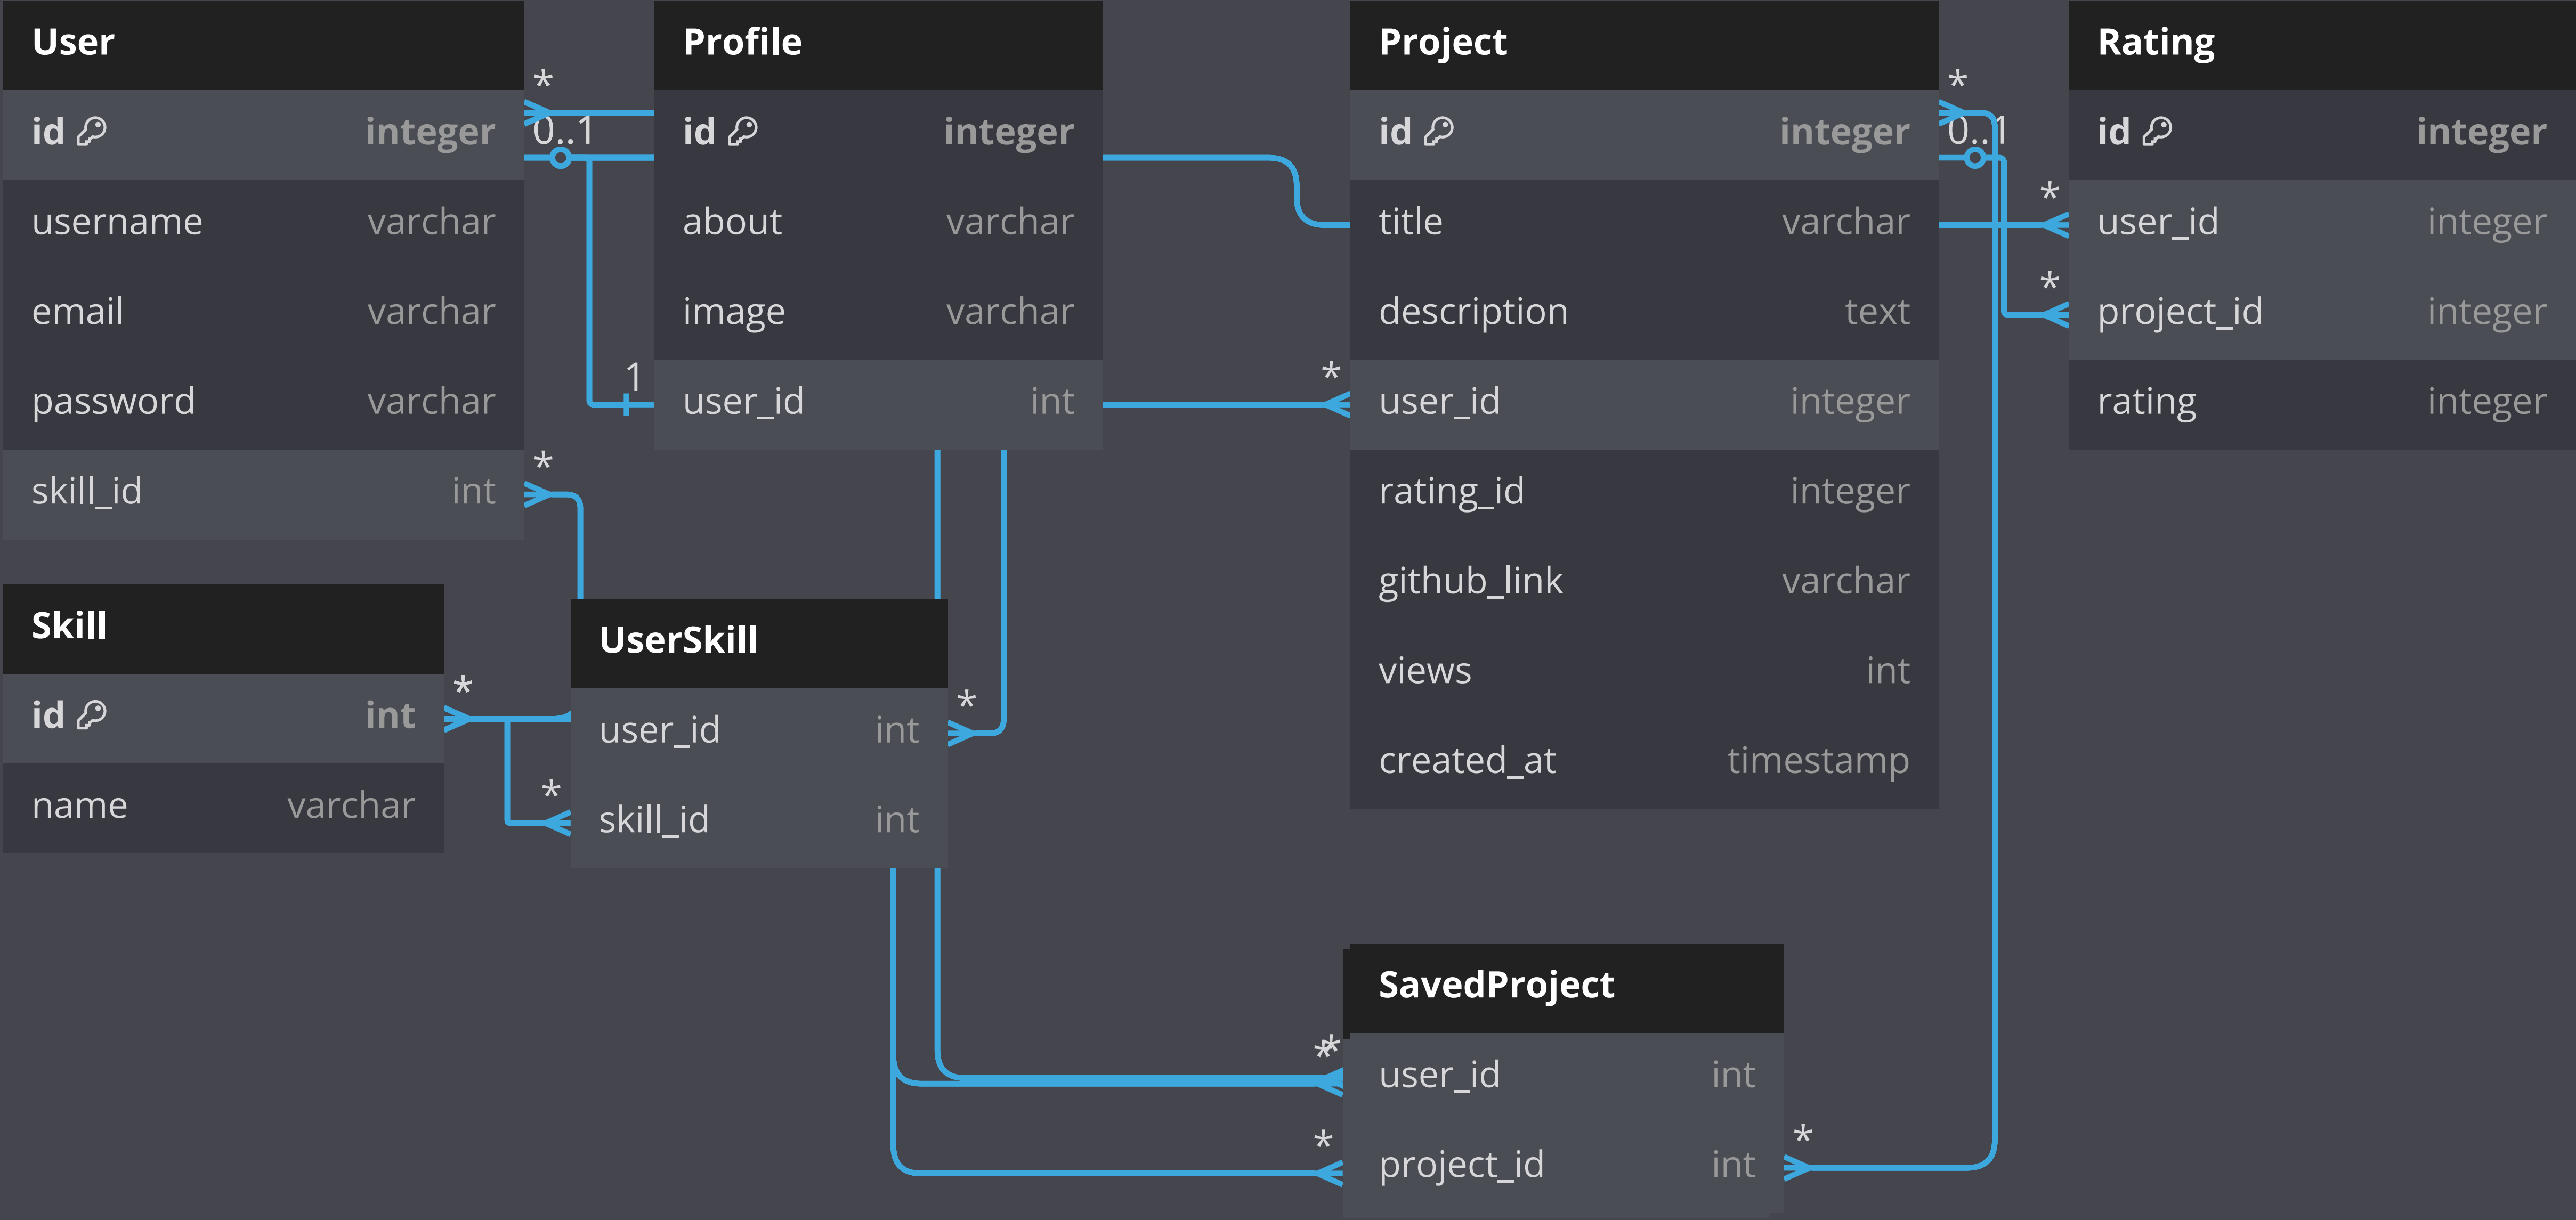 User
id integer
username varchar
email varchar
password varchar
skill_id int
*
0..1
*
Profile
id integer
about varchar
image varchar
user_id int
1
Project
id integer
title varchar
description text
user_id integer
rating_id integer
github_link varchar
views int
created_at timestamp
*
0..1
*
Rating
id integer
user_id integer
project_id integer
rating integer
*
*
Skill
id int
name varchar
*
UserSkill
user_id int
skill_id int
*
*
SavedProject
user_id int
project_id int
*
*
*
*